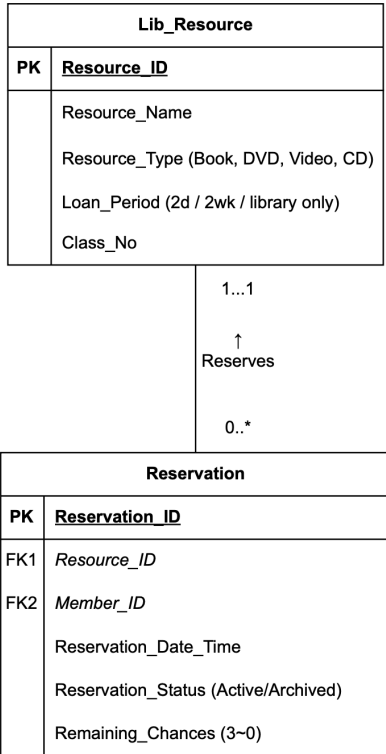 Lib_Resource
PK Resource_ID
Resource_Name
Resource_Type (Book, DVD, Video, CD)
Loan_Period (2d / 2wk / library only)
Class_No
1...1
↑
Reserves
0..*
Reservation
PK Reservation_ID
FK1 Resource_ID
FK2 Member_ID
Reservation_Date_Time
Reservation_Status (Active/Archived)
Remaining_Chances (3~0)